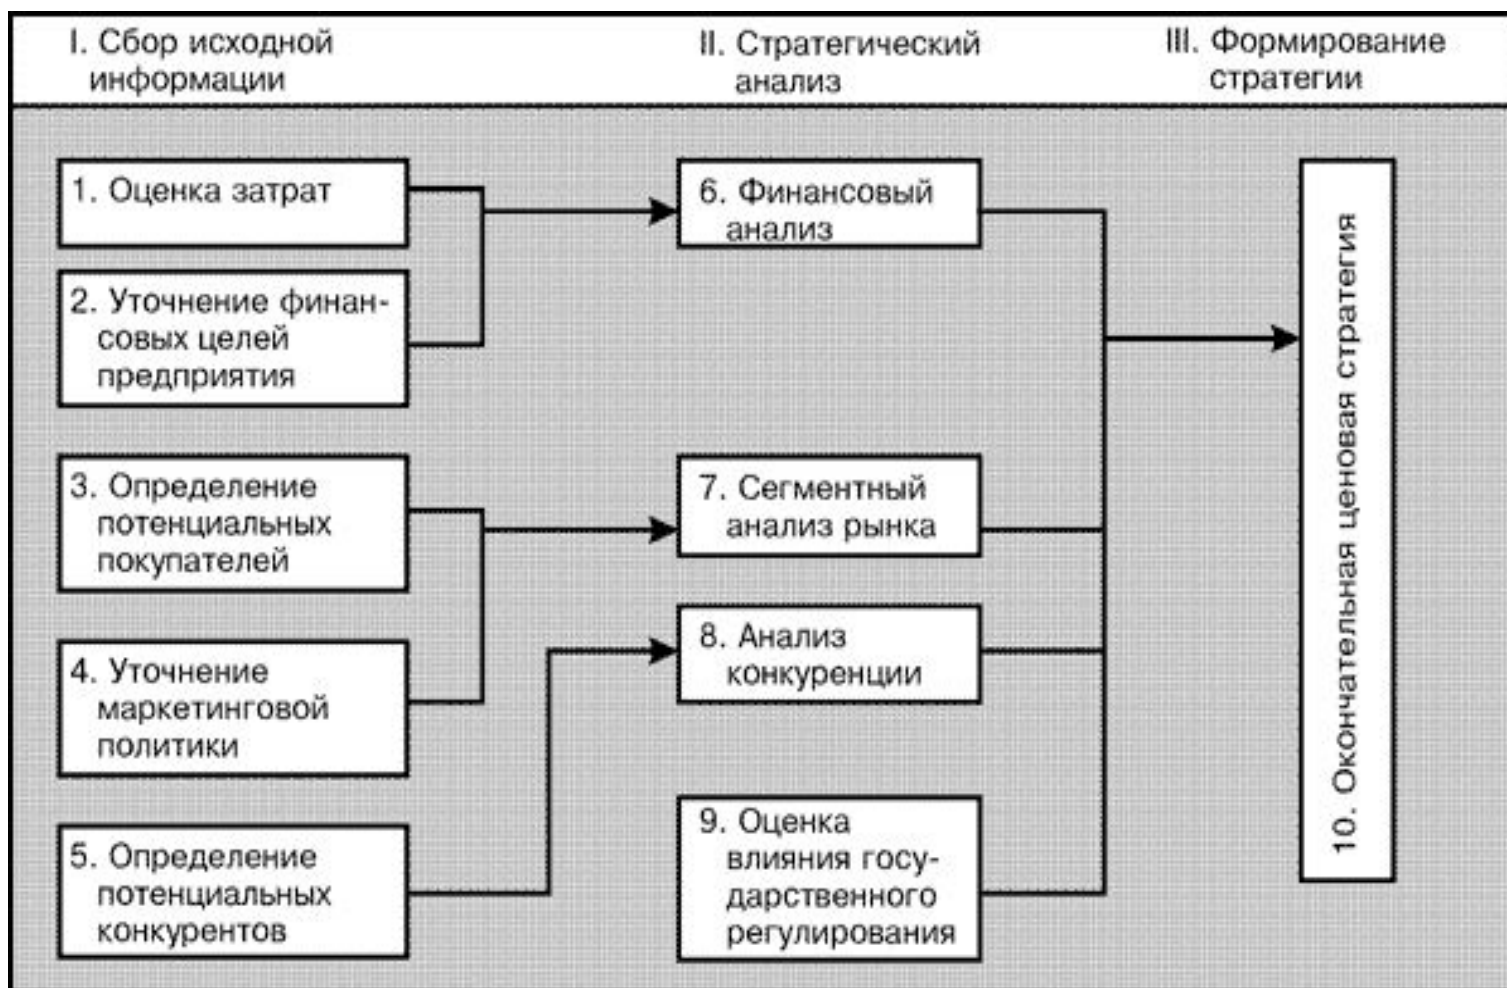 I. Сбор исходной
информации
II. Стратегический
анализ
III. Формирование
стратегии
1. Оценка затрат
2. Уточнение финан-
совых целей
предприятия
3. Определение
потенциальных
покупателей
4. Уточнение
маркетинговой
политики
5. Определение
потенциальных
конкурентов
6. Финансовый
анализ
7. Сегментный
анализ рынка
8. Анализ
конкуренции
9. Оценка
влияния госу-
дарственного
регулирования
10. Окончательная ценовая стратегия